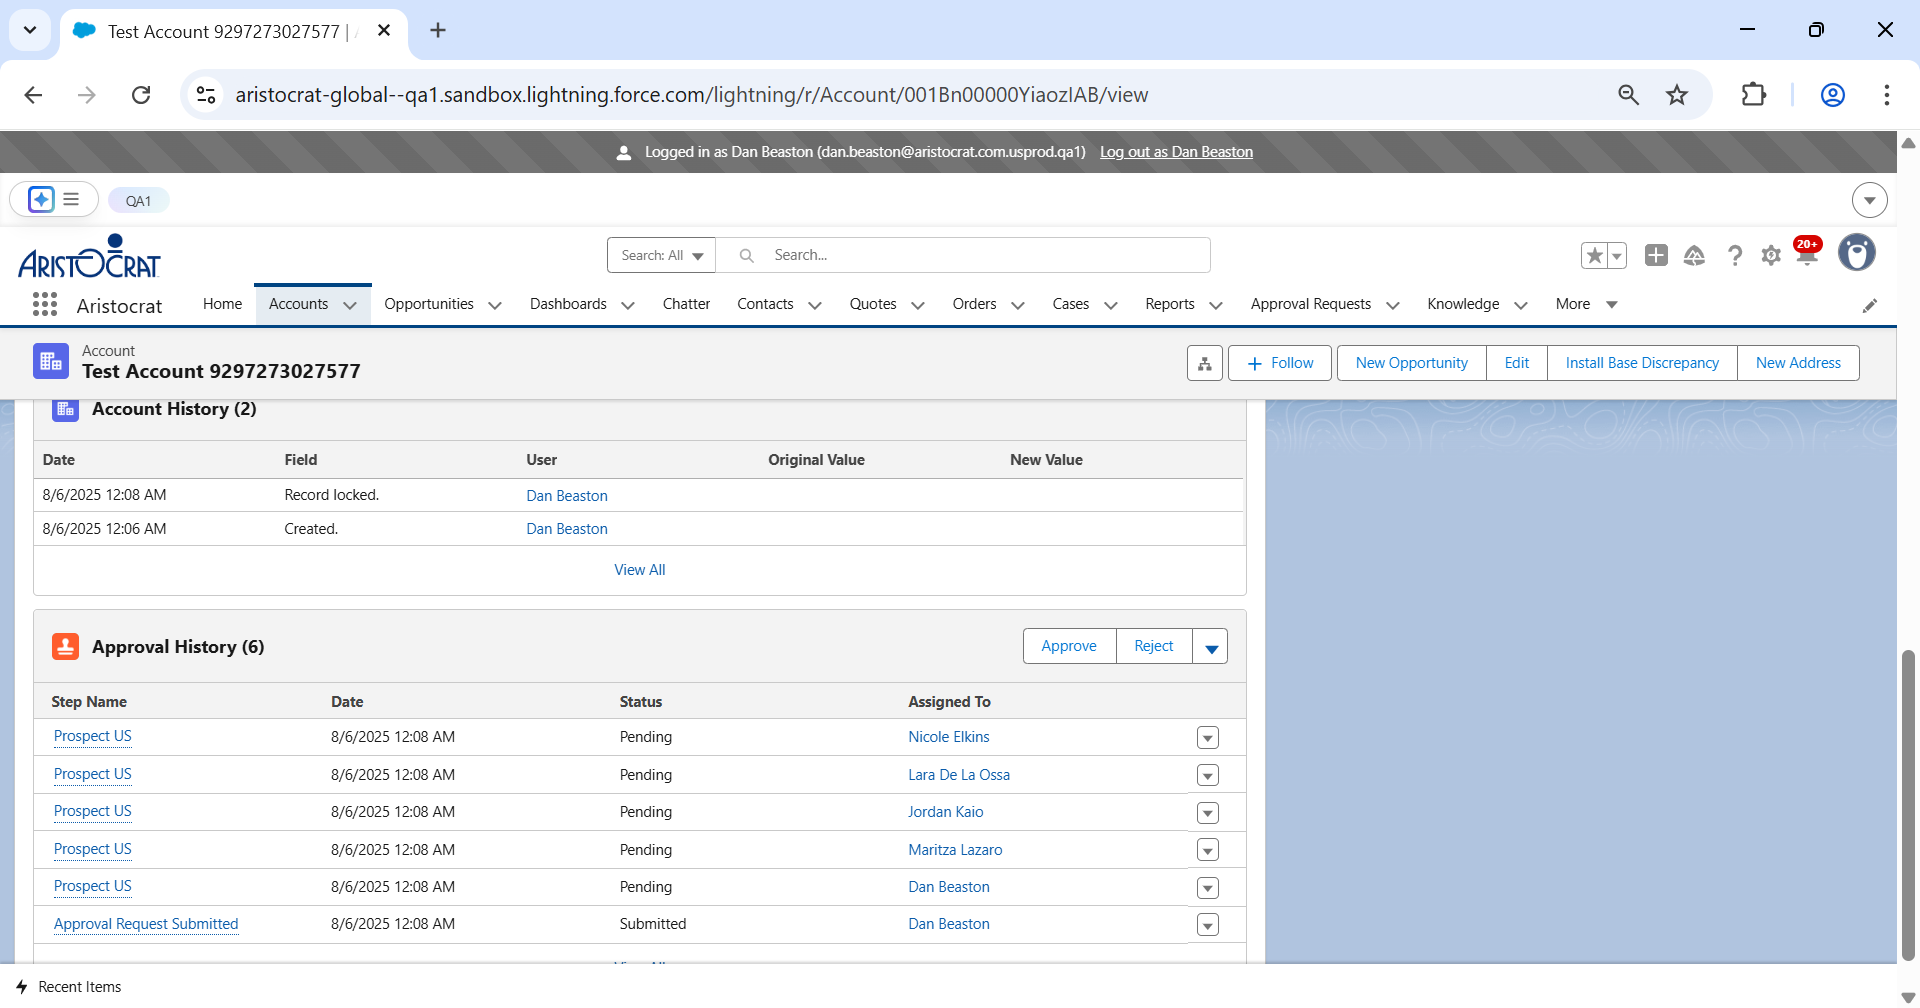 Test Account 9297273027577 |
aristocrat-global--qa1.sandbox.lightning.force.com/lightning/r/Account/001Bn00000YiaozIAB/view
Logged in as Dan Beaston (dan.beaston@aristocrat.com.usprod.qa1) Log out as Dan Beaston
QA1
ARISTOCRAT
Search: All
Search...
20+
Aristocrat Home Accounts Opportunities Dashboards Chatter Contacts Quotes Orders Cases Reports Approval Requests Knowledge More
Account
Test Account 9297273027577
Follow New Opportunity Edit Install Base Discrepancy New Address
Account History (2)
Date Field User Original Value New Value
8/6/2025 12:08 AM Record locked. Dan Beaston
8/6/2025 12:06 AM Created. Dan Beaston
View All
Approval History (6) Approve Reject
Step Name Date Status Assigned To
Prospect US 8/6/2025 12:08 AM Pending Nicole Elkins
Prospect US 8/6/2025 12:08 AM Pending Lara De La Ossa
Prospect US 8/6/2025 12:08 AM Pending Jordan Kaio
Prospect US 8/6/2025 12:08 AM Pending Maritza Lazaro
Prospect US 8/6/2025 12:08 AM Pending Dan Beaston
Approval Request Submitted 8/6/2025 12:08 AM Submitted Dan Beaston
Recent Items